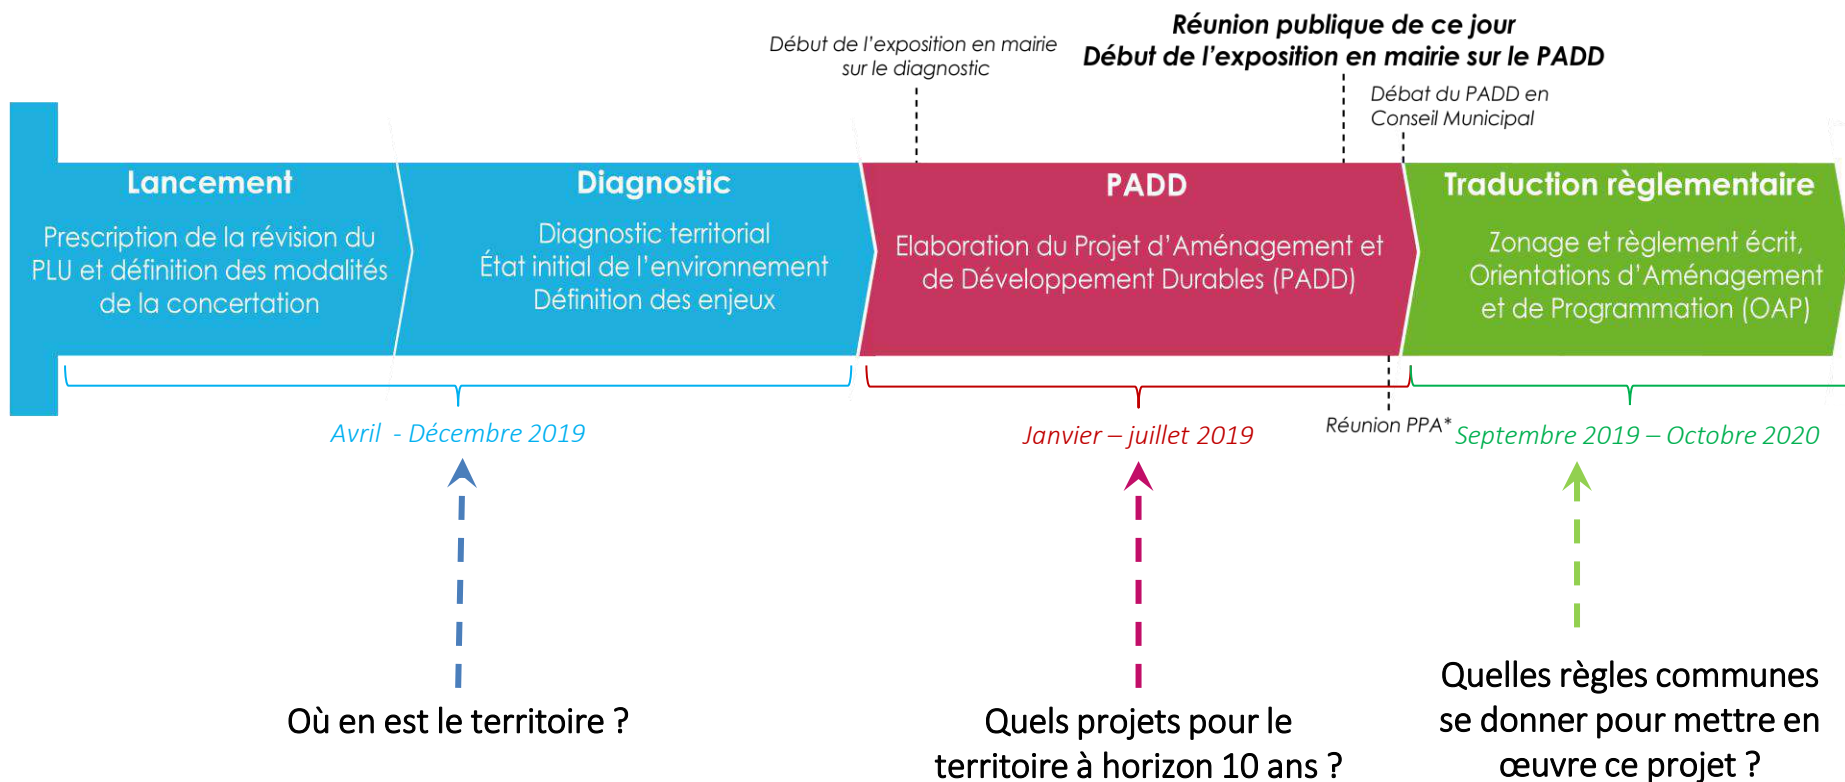 Début de l'exposition en mairie
sur le diagnostic
Réunion publique de ce jour
Début de l'exposition en mairie sur le PADD
Débat du PADD en
Conseil Municipal
Lancement
Prescription de la révision du
PLU et définition des modalités
de la concertation
Diagnostic
Diagnostic territorial
État initial de l'environnement
Définition des enjeux
PADD
Elaboration du Projet d'Aménagement et
de Développement Durables (PADD)
Traduction règlementaire
Zonage et règlement écrit,
Orientations d'Aménagement
et de Programmation (OAP)
Avril - Décembre 2019
Janvier – juillet 2019
Réunion PPA*
Septembre 2019 – Octobre 2020
Où en est le territoire ?
Quels projets pour le
territoire à horizon 10 ans ?
Quelles règles communes
se donner pour mettre en
œuvre ce projet ?